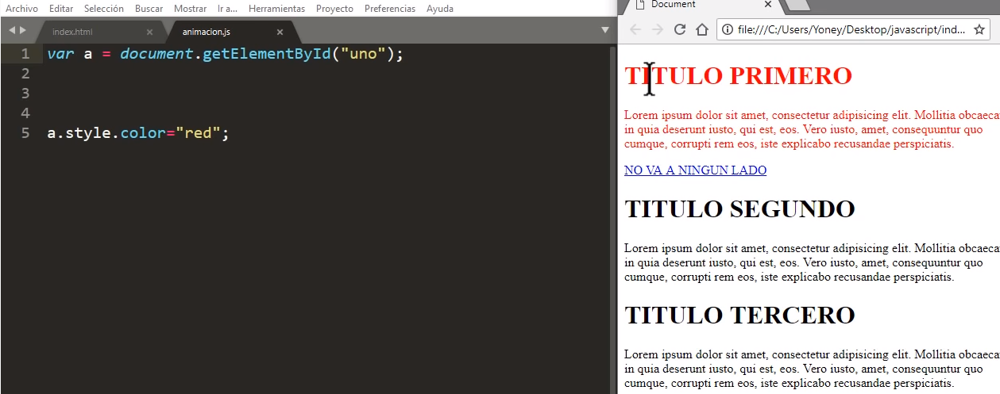 Archivo Editar Selección Buscar Mostrar Ir a... Herramientas Proyecto Preferencias Ayuda
index.html × animacion.js ×
1 var a = document.getElementById("uno");
2
3
4
5 a.style.color="red";
Document ×
file:///C:/Users/Yoney/Desktop/javascript/ind...
TITULO PRIMERO
Lorem ipsum dolor sit amet, consectetur adipisicing elit. Mollitia obcaeca
in quia deserunt iusto, qui est, eos. Vero iusto, amet, consequuntur quo
cumque, corrupti rem eos, iste explicabo recusandae perspiciatis.
NO VA A NINGUN LADO
TITULO SEGUNDO
Lorem ipsum dolor sit amet, consectetur adipisicing elit. Mollitia obcaeca
in quia deserunt iusto, qui est, eos. Vero iusto, amet, consequuntur quo
cumque, corrupti rem eos, iste explicabo recusandae perspiciatis.
TITULO TERCERO
Lorem ipsum dolor sit amet, consectetur adipisicing elit. Mollitia obcaeca
in quia deserunt iusto, qui est, eos. Vero iusto, amet, consequuntur quo
cumque, corrupti rem eos, iste explicabo recusandae perspiciatis.